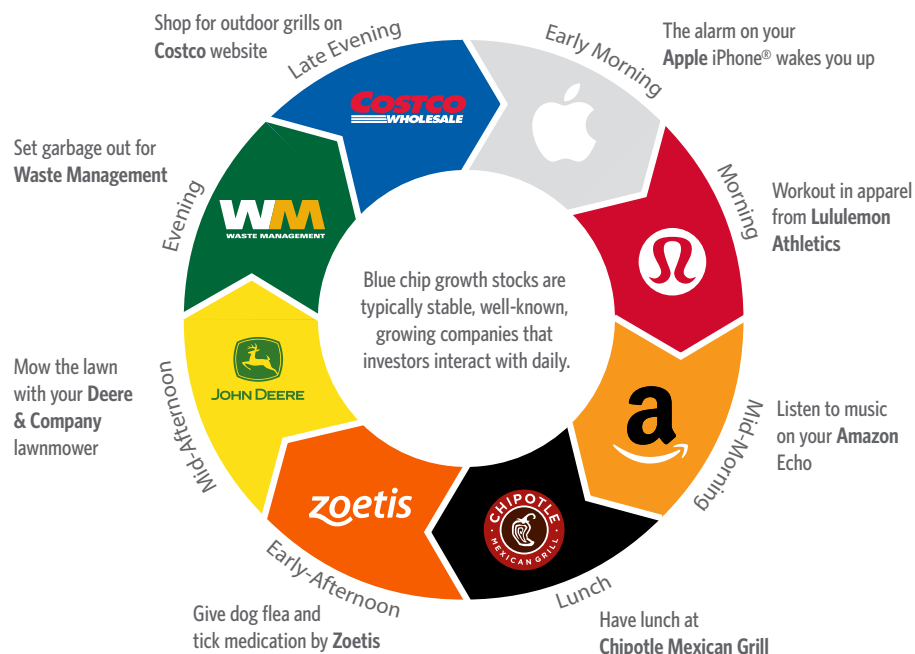 Early Morning
The alarm on your
Apple iPhone® wakes you up
Morning
Workout in apparel
from Lululemon
Athletics
a
Mid-Morning
Listen to music
on your Amazon
Echo
CHIPOTLE
MEXICAN GRILL
Lunch
Have lunch at
Chipotle Mexican Grill
zoetis
Early-Afternoon
Give dog flea and
tick medication by Zoetis
JOHN DEERE
Mid-Afternoon
Mow the lawn
with your Deere
& Company
lawnmower
WM
WASTE MANAGEMENT
Evening
Set garbage out for
Waste Management
COSTCO
WHOLESALE
Late Evening
Shop for outdoor grills on
Costco website
Blue chip growth stocks are
typically stable, well-known,
growing companies that
investors interact with daily.